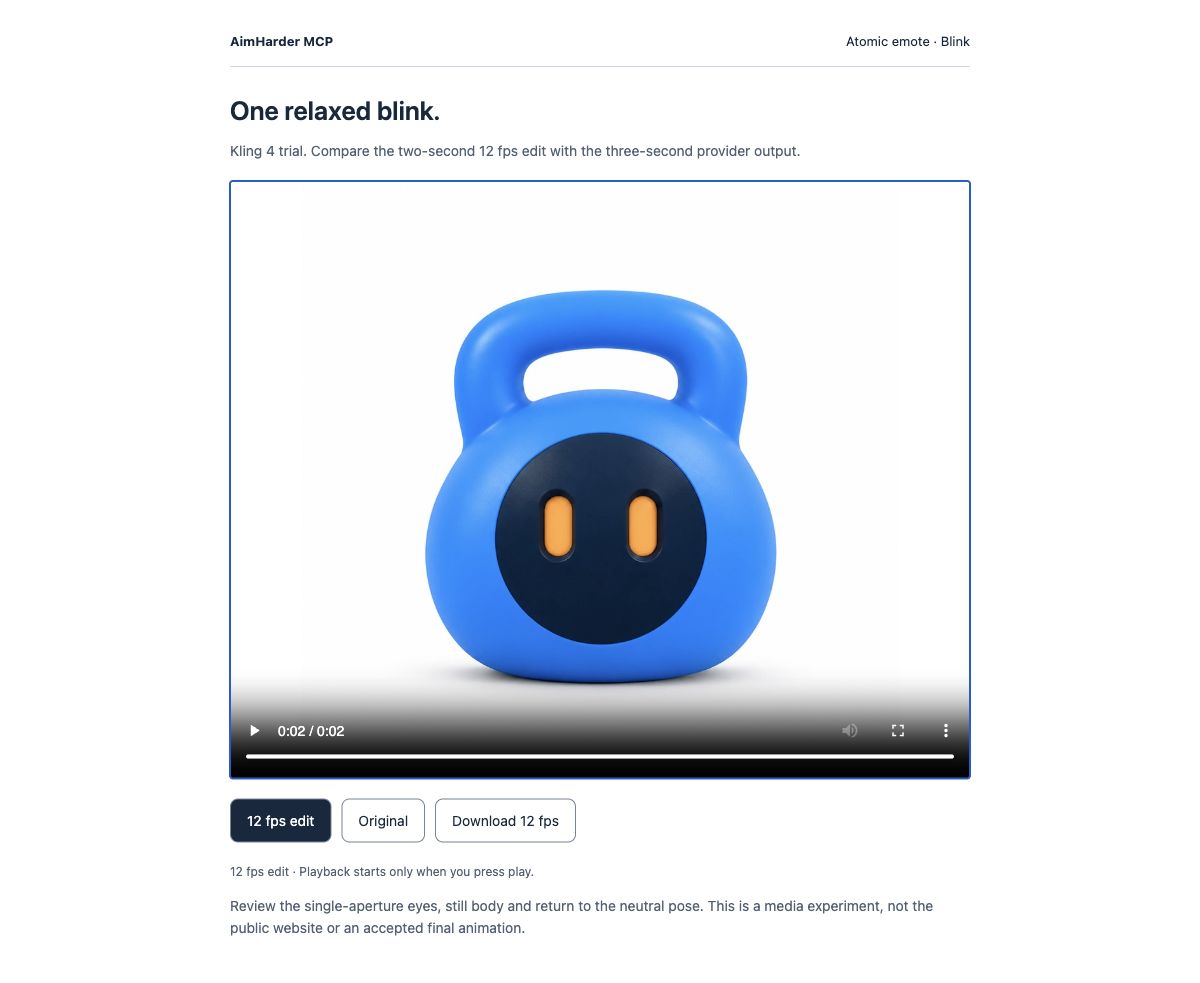 AimHarder MCP
Atomic emote · Blink
One relaxed blink.
Kling 4 trial. Compare the two-second 12 fps edit with the three-second provider output.
0:02 / 0:02
12 fps edit
Original
Download 12 fps
12 fps edit · Playback starts only when you press play.
Review the single-aperture eyes, still body and return to the neutral pose. This is a media experiment, not the
public website or an accepted final animation.